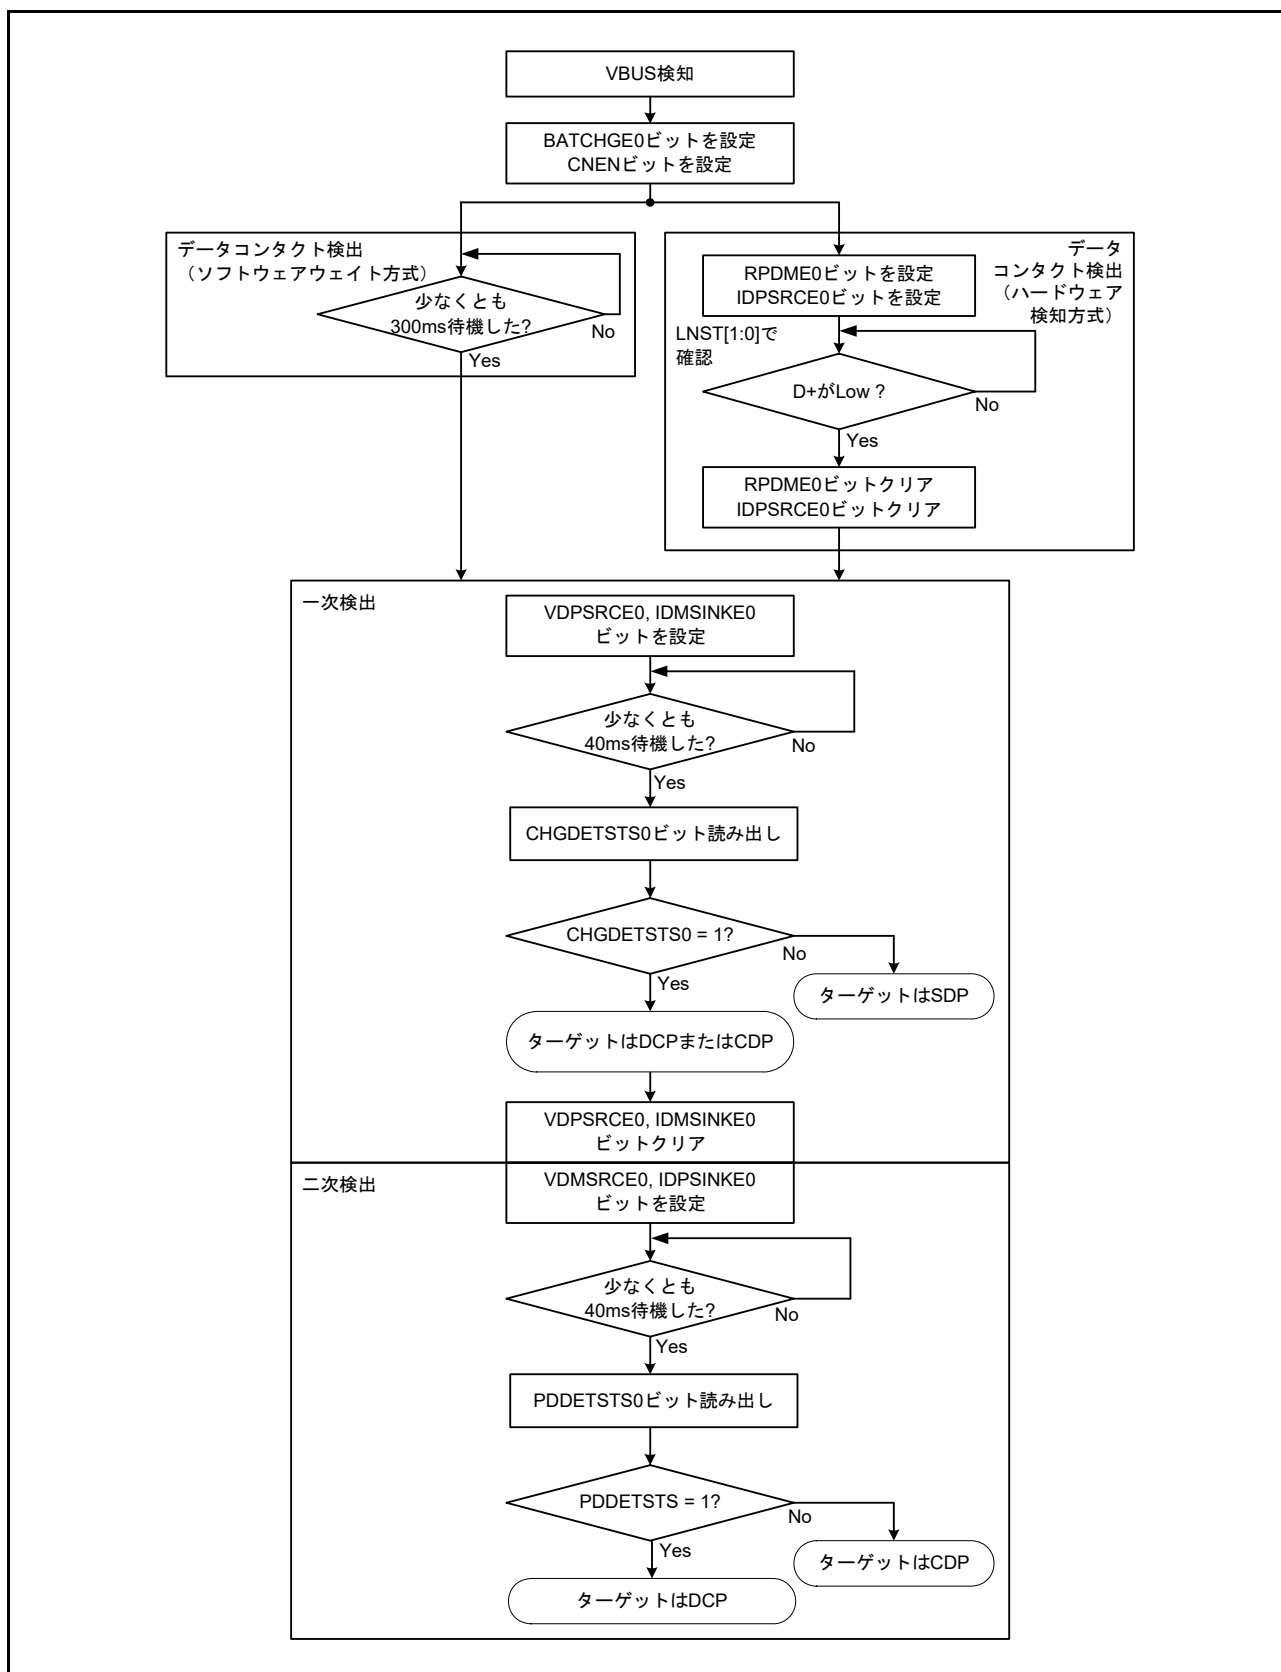 VBUS検知
BATCHGE0ビットを設定
CNENビットを設定
データコンタクト検出
（ソフトウェアウェイト方式）
少なくとも
300ms待機した?
No
Yes
データ
コンタクト検出
（ハードウェア
検知方式）
RPDME0ビットを設定
IDPSRCE0ビットを設定
LNST[1:0]で
確認
D+がLow ?
No
Yes
RPDME0ビットクリア
IDPSRCE0ビットクリア
一次検出
VDPSRCE0, IDMSINKE0
ビットを設定
少なくとも
40ms待機した?
No
Yes
CHGDETSTS0ビット読み出し
CHGDETSTS0 = 1?
No
Yes
ターゲットはSDP
ターゲットはDCPまたはCDP
VDPSRCE0, IDMSINKE0
ビットクリア
二次検出
VDMSRCE0, IDPSINKE0
ビットを設定
少なくとも
40ms待機した?
No
Yes
PDDETSTS0ビット読み出し
PDDETSTS = 1?
No
Yes
ターゲットはCDP
ターゲットはDCP